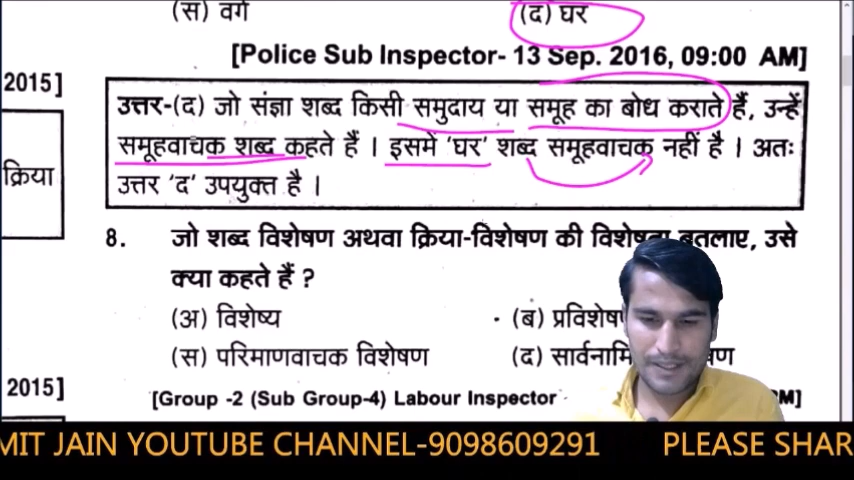 (स) वर्ग (द) घर
[Police Sub Inspector- 13 Sep. 2016, 09:00 AM]
2015]
उत्तर-(द) जो संज्ञा शब्द किसी समुदाय या समूह का बोध कराते हैं, उन्हें
समूहवाचक शब्द कहते हैं । इसमें 'घर' शब्द समूहवाचक नहीं है । अतः
क्रिया
उत्तर 'द' उपयुक्त है ।
8. जो शब्द विशेषण अथवा क्रिया-विशेषण की विशेषता बतलाए, उसे
क्या कहते हैं ?
(अ) विशेष्य (ब)
(स) परिमाणवाचक विशेषण (द)
2015]
[Group -2 (Sub Group-4) Labour Inspector
MIT JAIN YOUTUBE CHANNEL-9098609291 PLEASE SHAR